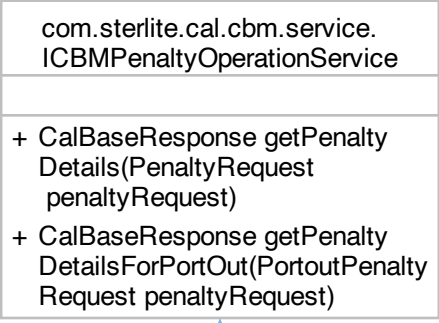 com.sterlite.cal.cbm.service.
ICBMPenaltyOperationService
+ CalBaseResponse getPenalty
Details(PenaltyRequest
penaltyRequest)
+ CalBaseResponse getPenalty
DetailsForPortOut(PortoutPenalty
Request penaltyRequest)